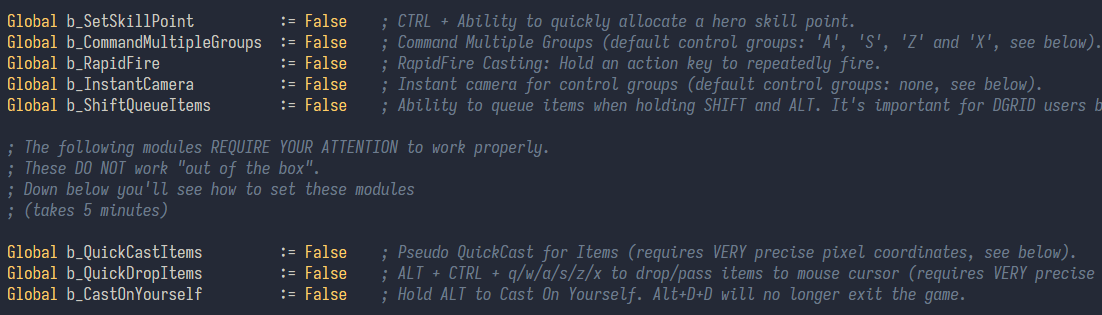 Global b_SetSkillPoint          := False    ; CTRL + Ability to quickly allocate a hero skill point.
Global b_CommandMultipleGroups  := False    ; Command Multiple Groups (default control groups: 'A', 'S', 'Z' and 'X', see below).
Global b_RapidFire              := False    ; RapidFire Casting: Hold an action key to repeatedly fire.
Global b_InstantCamera          := False    ; Instant camera for control groups (default control groups: none, see below).
Global b_ShiftQueueItems        := False    ; Ability to queue items when holding SHIFT and ALT. It's important for DGRID users b
; The following modules REQUIRE YOUR ATTENTION to work properly.
; These DO NOT work "out of the box".
; Down below you'll see how to set these modules
; (takes 5 minutes)
Global b_QuickCastItems         := False    ; Pseudo QuickCast for Items (requires VERY precise pixel coordinates, see below).
Global b_QuickDropItems         := False    ; ALT + CTRL + q/w/a/s/z/x to drop/pass items to mouse cursor (requires VERY precise
Global b_CastOnYourself         := False    ; Hold ALT to Cast On Yourself. Alt+D+D will no longer exit the game.